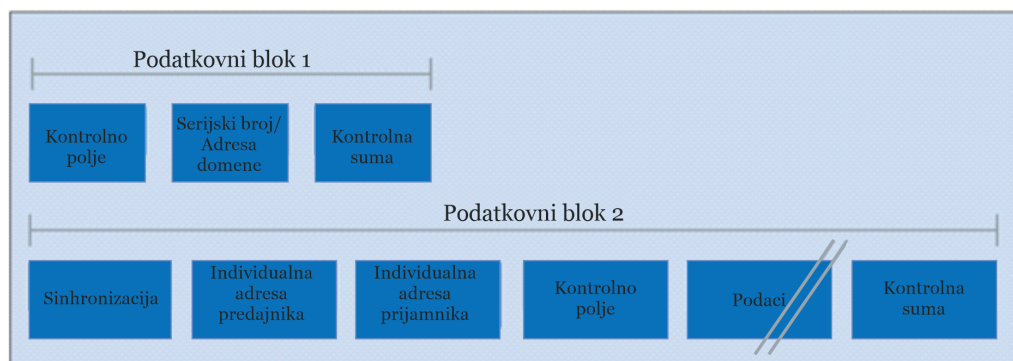 Podatkovni blok 1
Kontrolno
polje
Serijski broj/
Adresa
domene
Kontrolna
suma
Podatkovni blok 2
Sinhronizacija
Individualna
adresa
predajnika
Individualna
adresa
prijamnika
Kontrolno
polje
Podaci
Kontrolna
suma